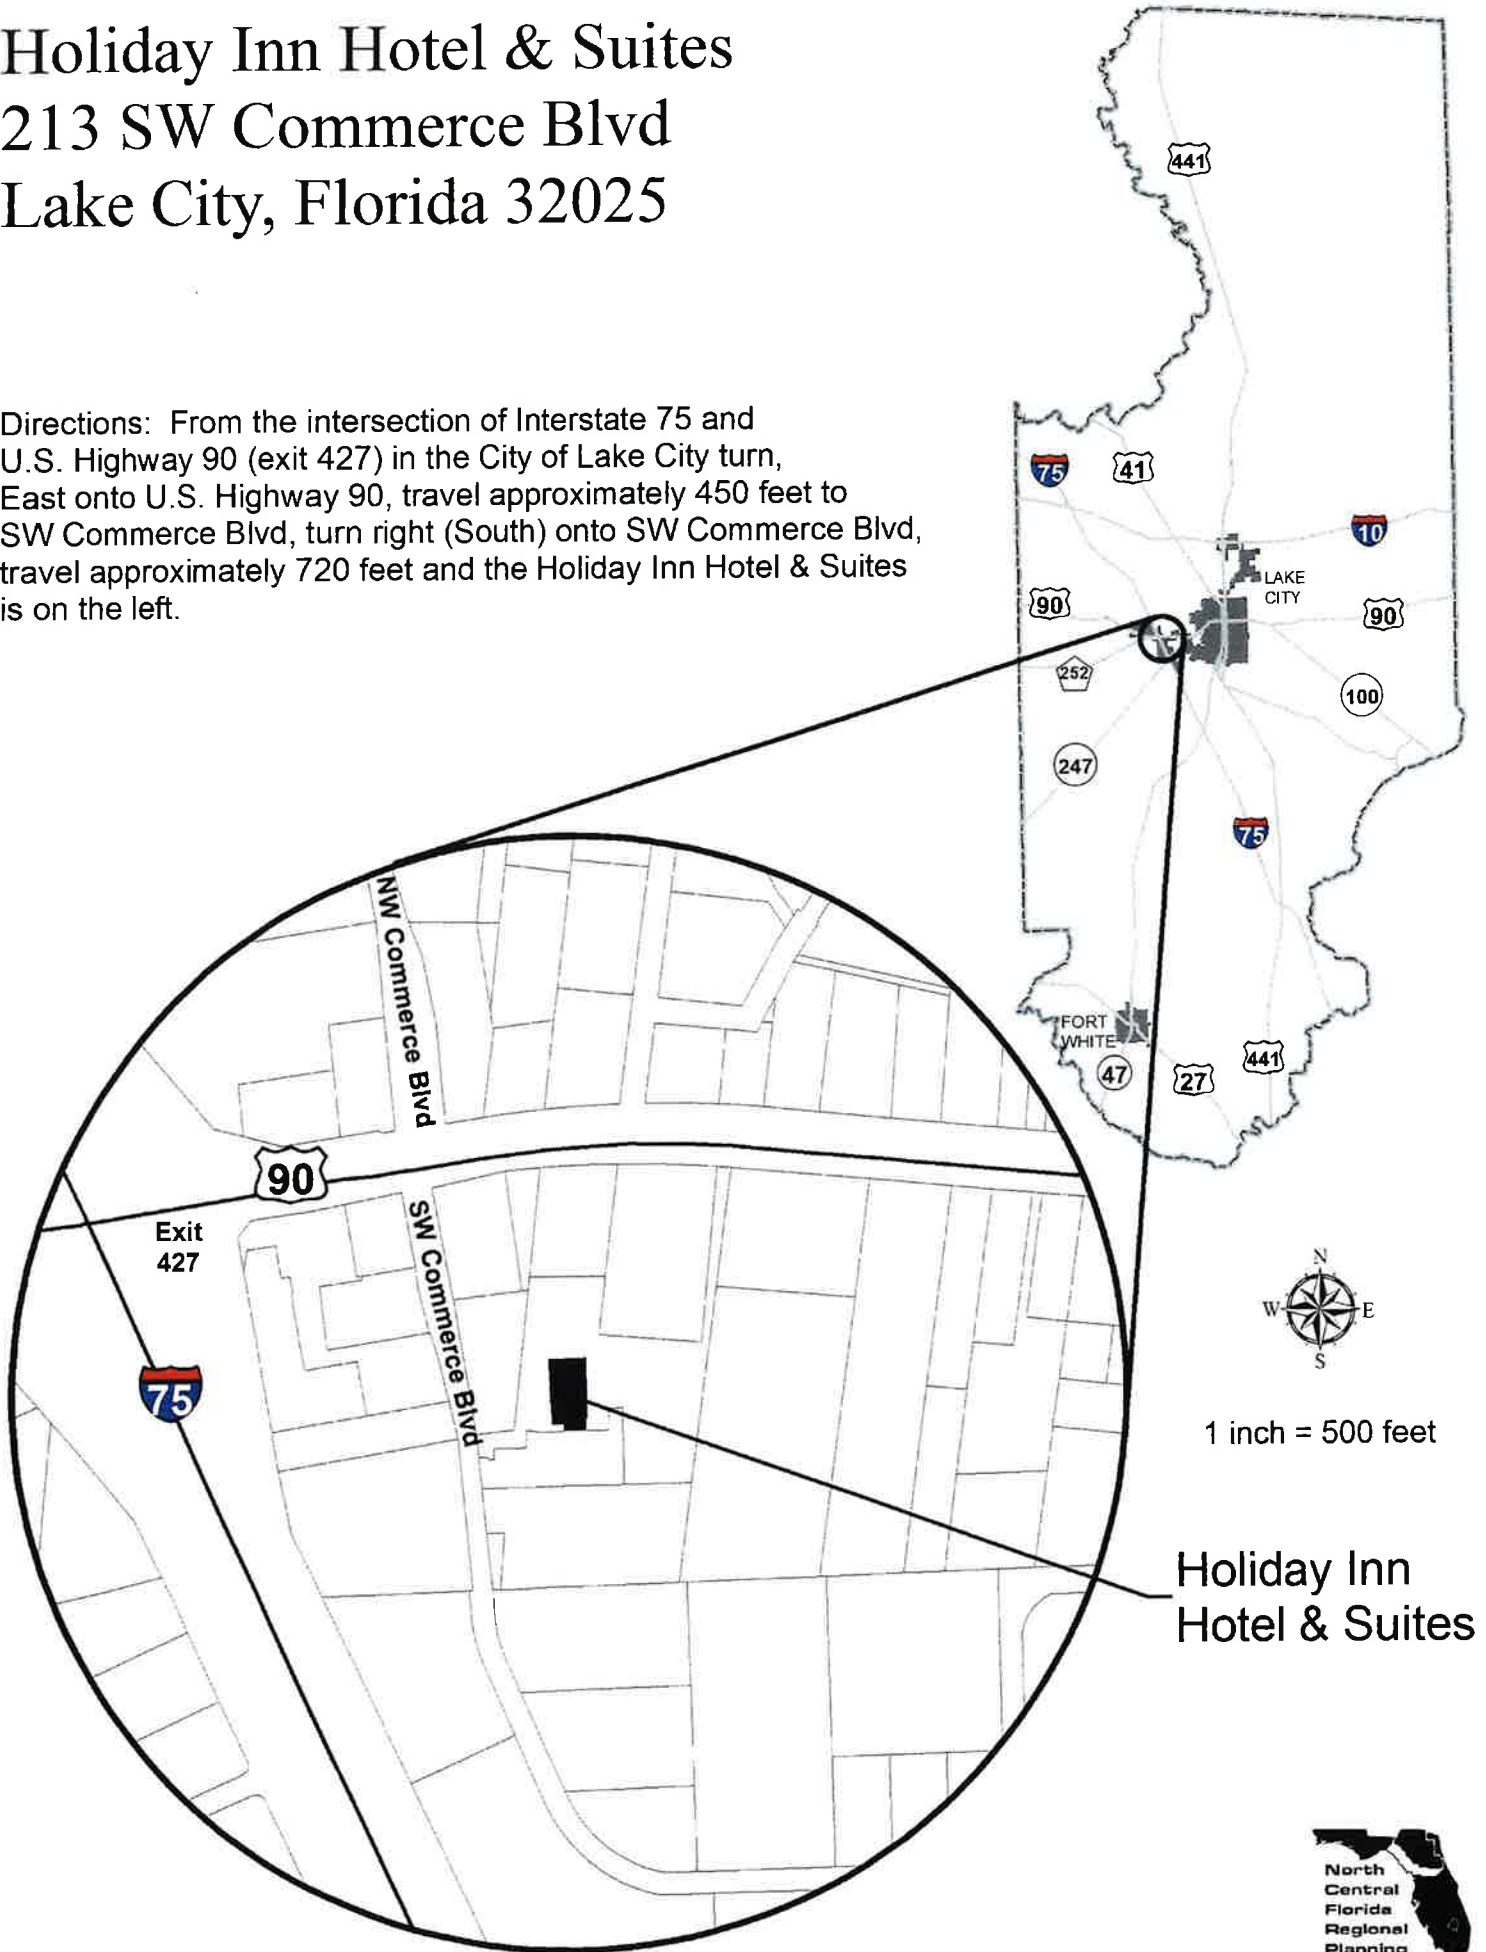 Holiday Inn Hotel & Suites
213 SW Commerce Blvd
Lake City, Florida 32025
Directions: From the intersection of Interstate 75 and
U.S. Highway 90 (exit 427) in the City of Lake City turn,
East onto U.S. Highway 90, travel approximately 450 feet to
SW Commerce Blvd, turn right (South) onto SW Commerce Blvd,
travel approximately 720 feet and the Holiday Inn Hotel & Suites
is on the left.
441
75
41
10
LAKE
CITY
90
90
252
100
247
75
FORT
WHITE
47
27
441
NW Commerce Blvd
90
Exit
427
SW Commerce Blvd
75
N
W
E
S
1 inch = 500 feet
Holiday Inn
Hotel & Suites
North
Central
Florida
Regional
Planning